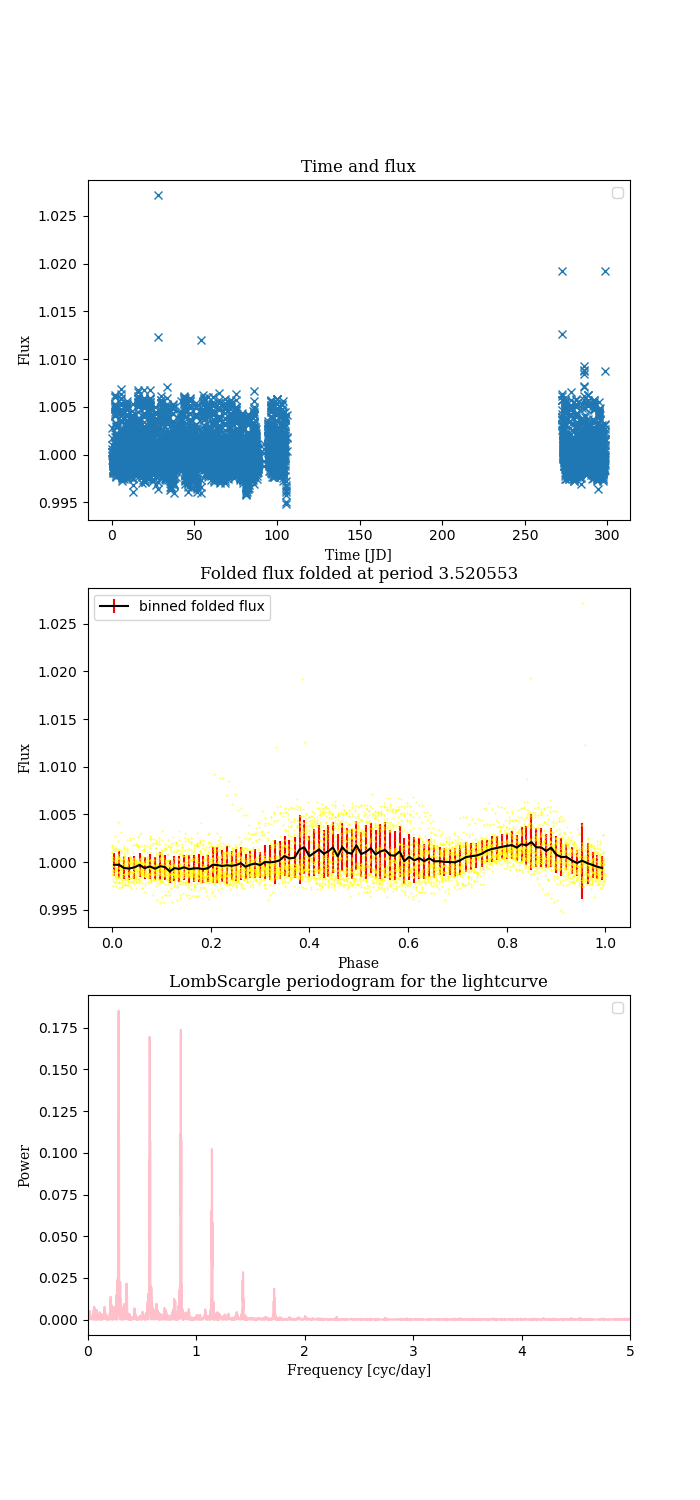 Time and flux
1.025
1.020
1.015
1.010
1.005
1.000
0.995
Flux
0 50 100 150 200 250 300
Time [JD]
Folded flux folded at period 3.520553
binned folded flux
1.025
1.020
1.015
1.010
1.005
1.000
0.995
Flux
0.0 0.2 0.4 0.6 0.8 1.0
Phase
LombScargle periodogram for the lightcurve
0.175
0.150
0.125
0.100
0.075
0.050
0.025
0.000
Power
0 1 2 3 4 5
Frequency [cyc/day]